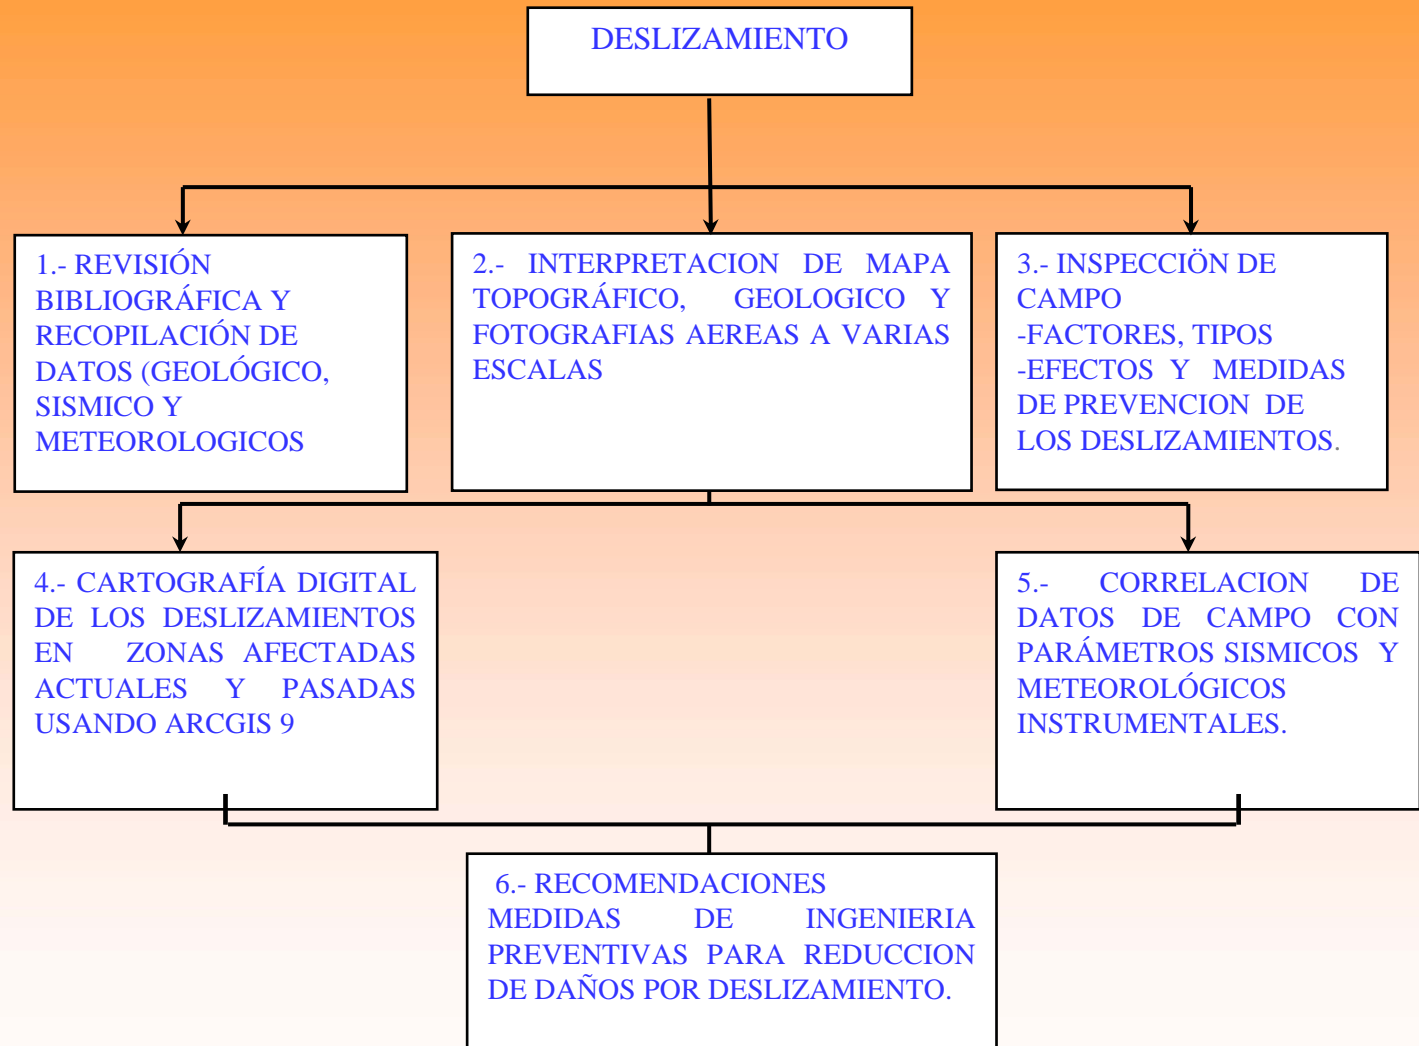 DESLIZAMIENTO
1.- REVISIÓN
BIBLIOGRÁFICA Y
RECOPILACIÓN DE
DATOS (GEOLÓGICO,
SISMICO Y
METEOROLOGICOS
2.- INTERPRETACION DE MAPA
TOPOGRÁFICO, GEOLOGICO Y
FOTOGRAFIAS AEREAS A VARIAS
ESCALAS
3.- INSPECCIÖN DE
CAMPO
-FACTORES, TIPOS
-EFECTOS Y MEDIDAS
DE PREVENCION DE
LOS DESLIZAMIENTOS.
4.- CARTOGRAFÍA DIGITAL
DE LOS DESLIZAMIENTOS
EN ZONAS AFECTADAS
ACTUALES Y PASADAS
USANDO ARCGIS 9
5.- CORRELACION DE
DATOS DE CAMPO CON
PARÁMETROS SISMICOS Y
METEOROLÓGICOS
INSTRUMENTALES.
6.- RECOMENDACIONES
MEDIDAS DE INGENIERIA
PREVENTIVAS PARA REDUCCION
DE DAÑOS POR DESLIZAMIENTO.